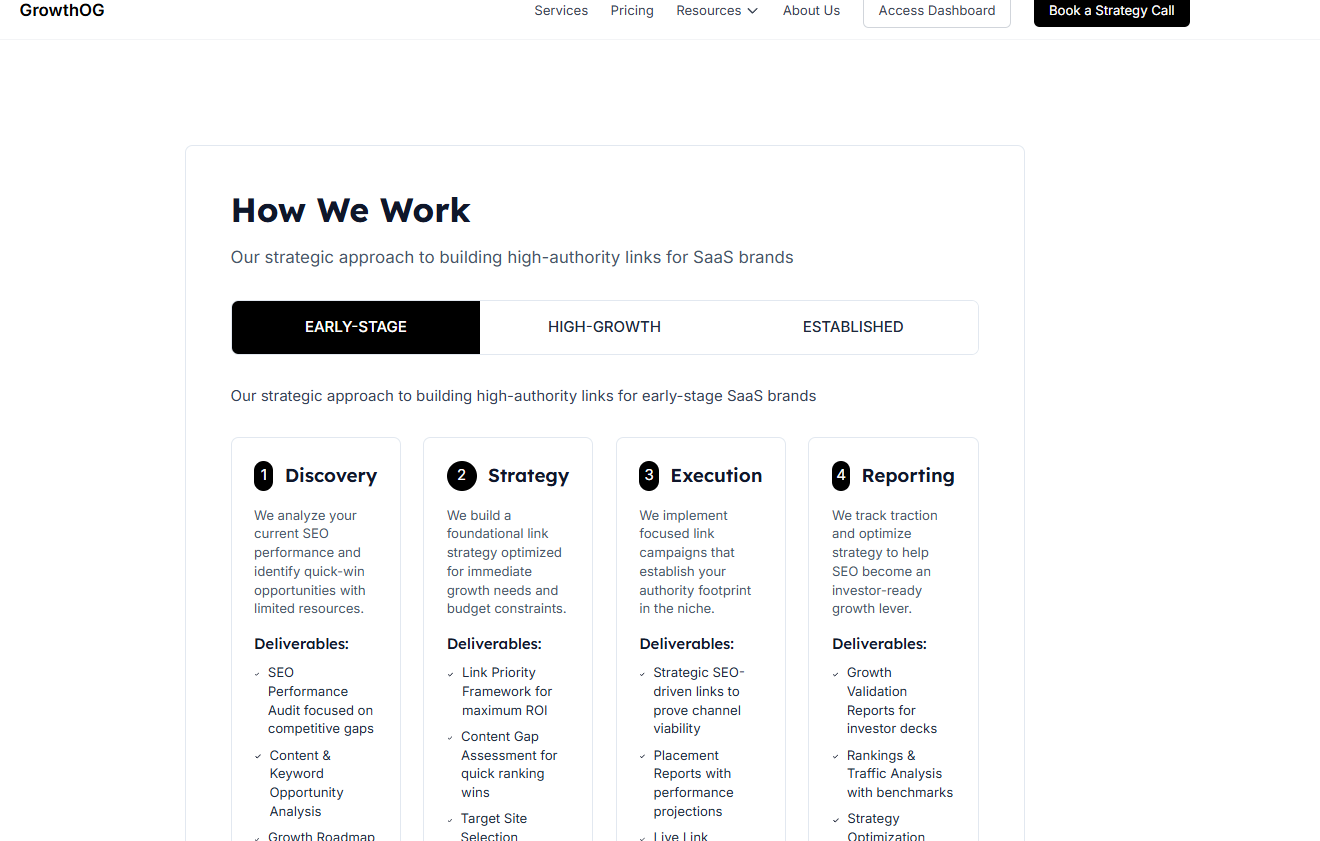 GrowthOG
Services
Pricing
Resources
About Us
Access Dashboard
Book a Strategy Call
How We Work
Our strategic approach to building high-authority links for SaaS brands
EARLY-STAGE
HIGH-GROWTH
ESTABLISHED
Our strategic approach to building high-authority links for early-stage SaaS brands
1 Discovery
We analyze your
current SEO
performance and
identify quick-win
opportunities with
limited resources.
Deliverables:
SEO
Performance
Audit focused on
competitive gaps
Content &
Keyword
Opportunity
Analysis
Growth Roadmap
2 Strategy
We build a
foundational link
strategy optimized
for immediate
growth needs and
budget constraints.
Deliverables:
Link Priority
Framework for
maximum ROI
Content Gap
Assessment for
quick ranking
wins
Target Site
Selection
3 Execution
We implement
focused link
campaigns that
establish your
authority footprint
in the niche.
Deliverables:
Strategic SEO-
driven links to
prove channel
viability
Placement
Reports with
performance
projections
Live Link
4 Reporting
We track traction
and optimize
strategy to help
SEO become an
investor-ready
growth lever.
Deliverables:
Growth
Validation
Reports for
investor decks
Rankings &
Traffic Analysis
with benchmarks
Strategy
Optimization